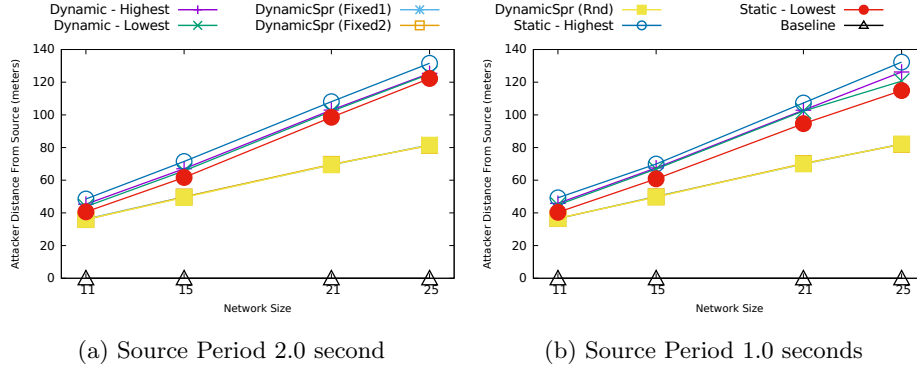 Dynamic - Highest
Dynamic - Lowest
DynamicSpr (Fixed1)
DynamicSpr (Fixed2)
DynamicSpr (Rnd)
Static - Highest
Static - Lowest
Baseline
140
120
100
80
60
40
20
0
Attacker Distance From Source (meters)
11 15 21 25
Network Size
(a) Source Period 2.0 second
140
120
100
80
60
40
20
0
Attacker Distance From Source (meters)
11 15 21 25
Network Size
(b) Source Period 1.0 seconds